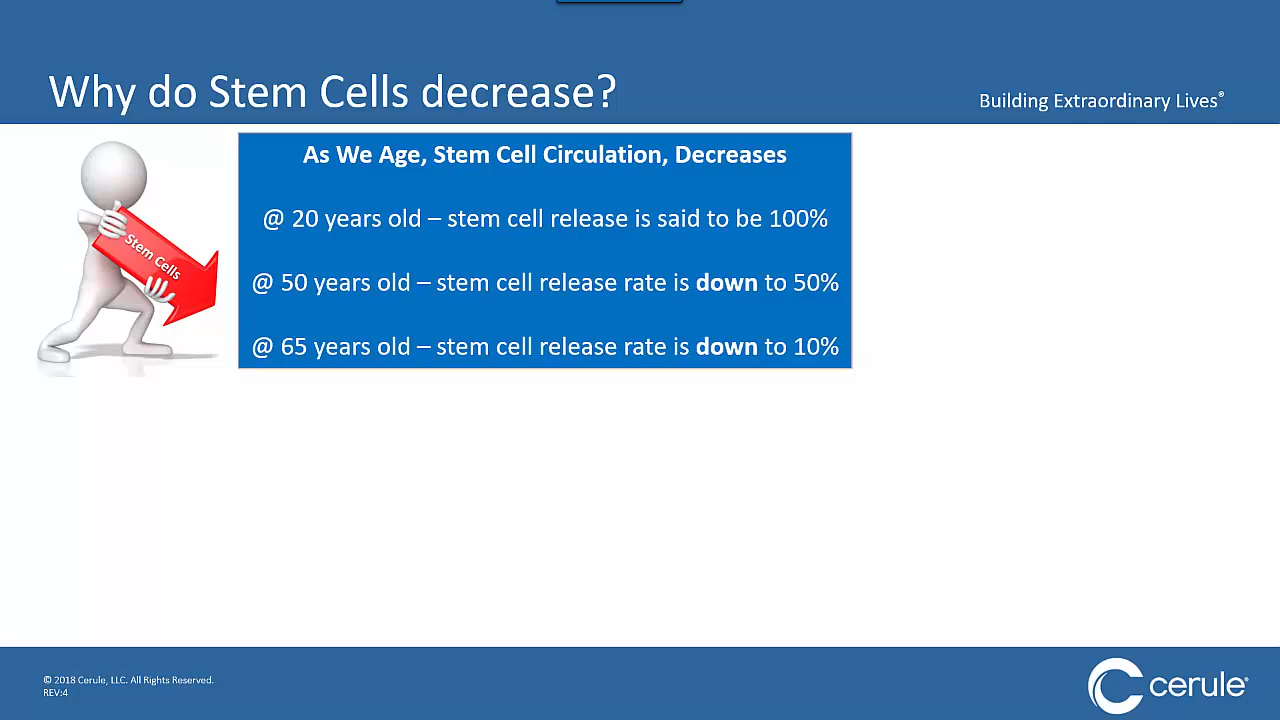 Why do Stem Cells decrease?
Building Extraordinary Lives®
As We Age, Stem Cell Circulation, Decreases
@ 20 years old – stem cell release is said to be 100%
@ 50 years old – stem cell release rate is down to 50%
@ 65 years old – stem cell release rate is down to 10%
Stem Cells
© 2018 Cerule, LLC. All Rights Reserved.
REV:4
cerule®